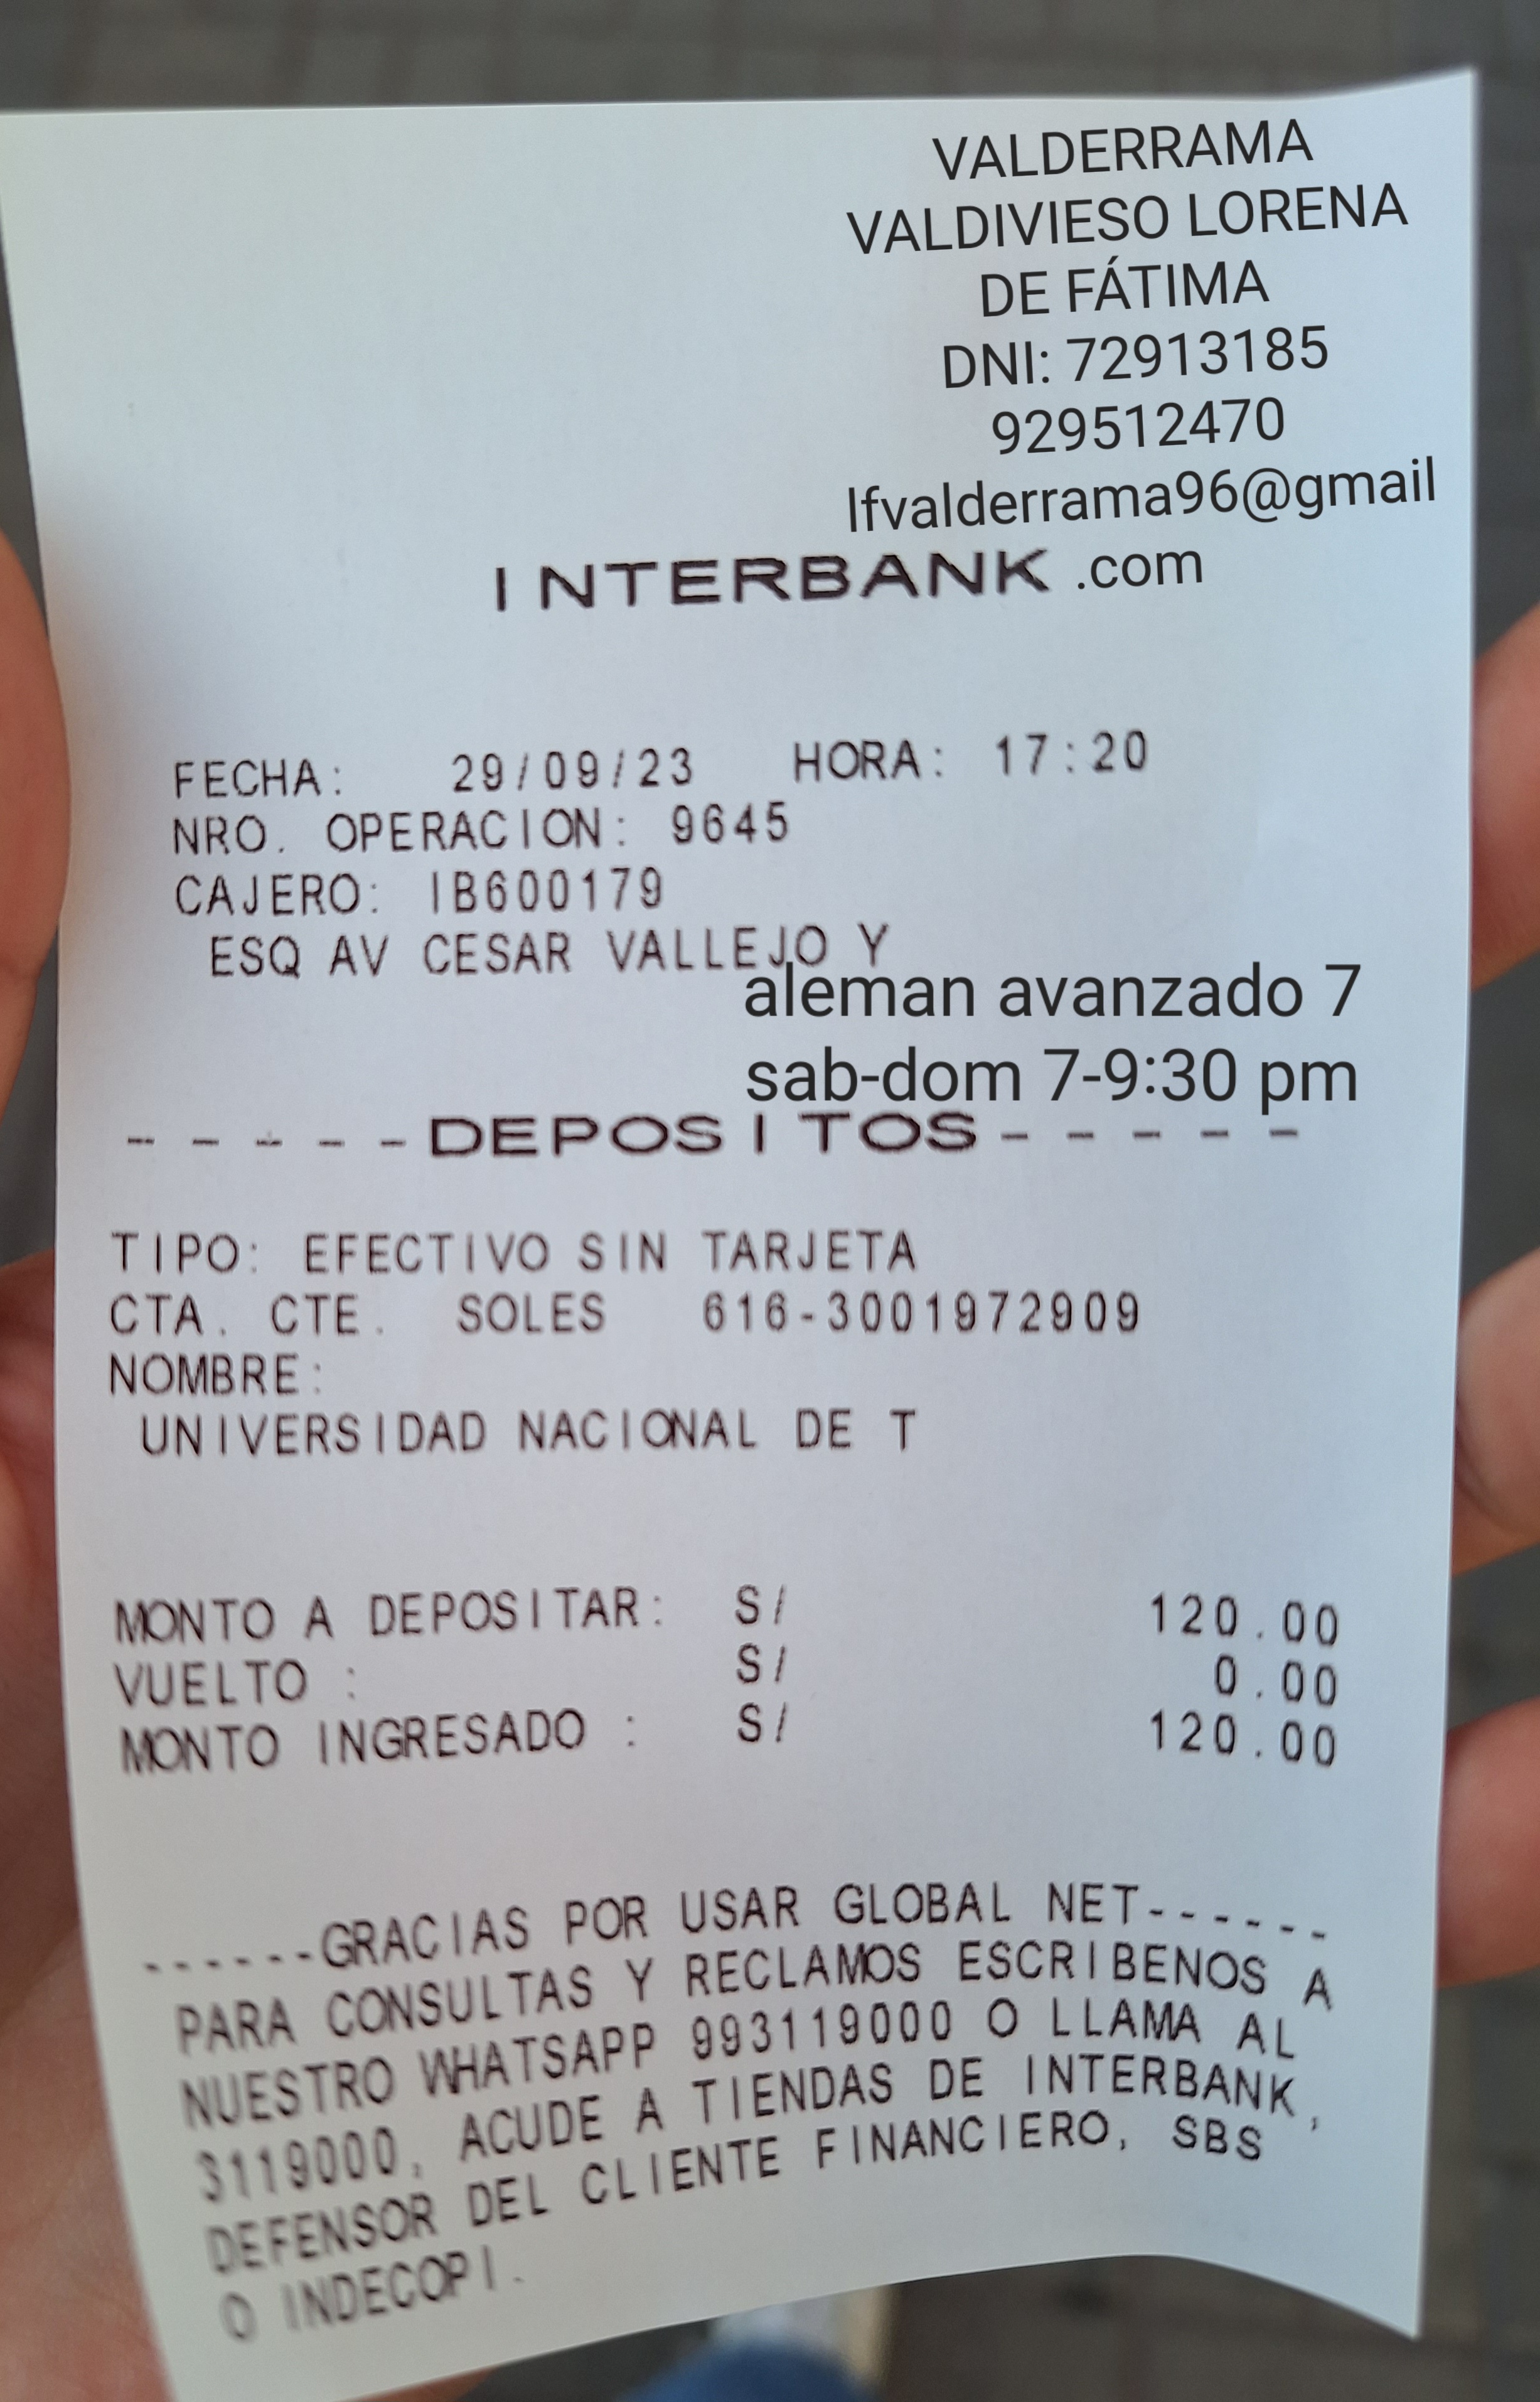 VALDERRAMA
VALDIVIESO LORENA
DE FÁTIMA
DNI: 72913185
929512470
lfvalderrama96@gmail
.com
INTERBANK
FECHA: 29/09/23 HORA: 17:20
NRO. OPERACION: 9645
CAJERO: IB600179
ESQ AV CESAR VALLEJO Y
aleman avanzado 7
sab-dom 7-9:30 pm
-----DEPOSITOS-----
TIPO: EFECTIVO SIN TARJETA
CTA. CTE. SOLES 616-3001972909
NOMBRE:
UNIVERSIDAD NACIONAL DE T
MONTO A DEPOSITAR: S/ 120.00
VUELTO : S/ 0.00
MONTO INGRESADO : S/ 120.00
------GRACIAS POR USAR GLOBAL NET------
PARA CONSULTAS Y RECLAMOS ESCRIBENOS A
NUESTRO WHATSAPP 993119000 O LLAMA AL
3119000, ACUDE A TIENDAS DE INTERBANK,
DEFENSOR DEL CLIENTE FINANCIERO, SBS
O INDECOPI.